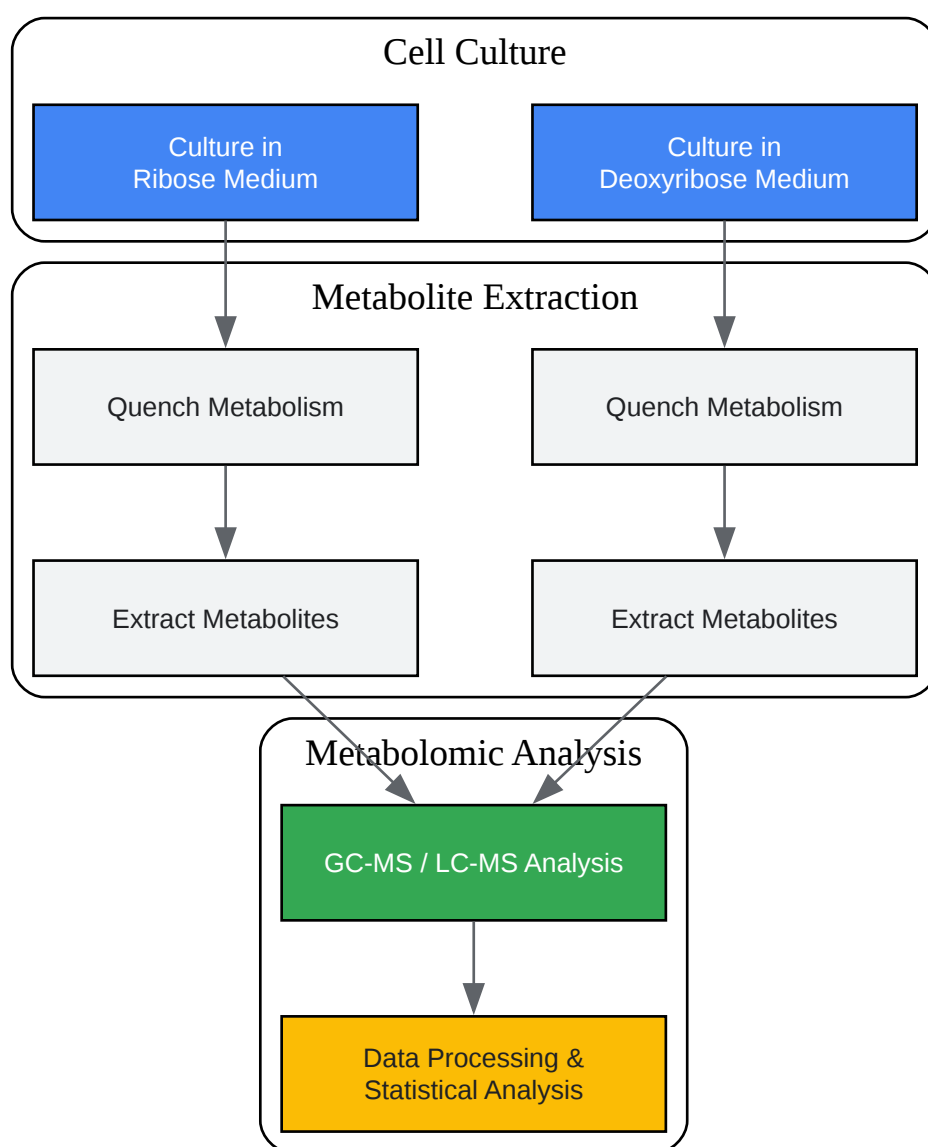 Cell Culture
Culture in
Ribose Medium
Culture in
Deoxyribose Medium
Metabolite Extraction
Quench Metabolism
Quench Metabolism
Extract Metabolites
Extract Metabolites
Metabolomic Analysis
GC-MS / LC-MS Analysis
Data Processing &
Statistical Analysis